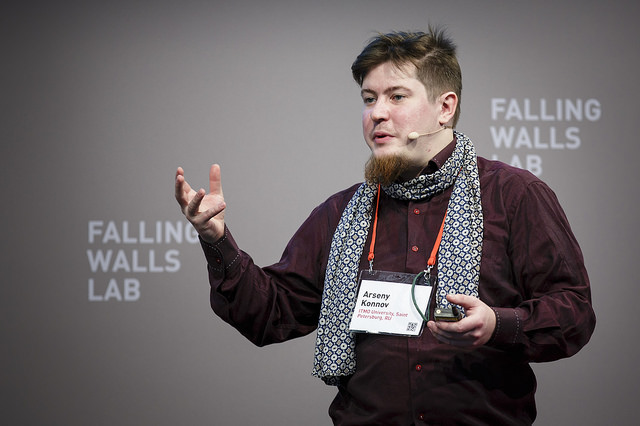 FALLING
WALLS
LAB
FALLING
WALLS
LAB
Arseny
Konnov
ITMO University, Saint
Petersburg, RU